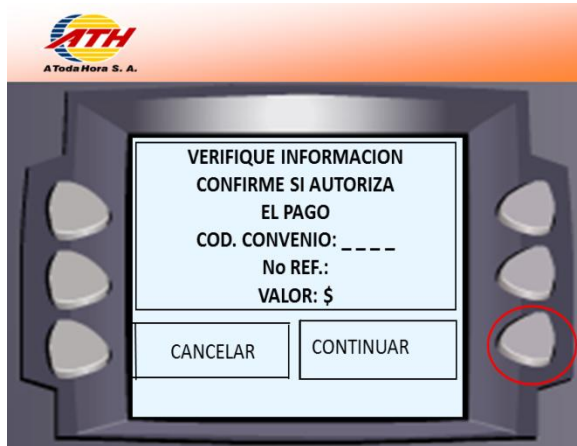 ATH
A Toda Hora S. A.
VERIFIQUE INFORMACION
CONFIRME SI AUTORIZA
EL PAGO
COD. CONVENIO: _ _ _ _
No REF.:
VALOR: $
CANCELAR
CONTINUAR